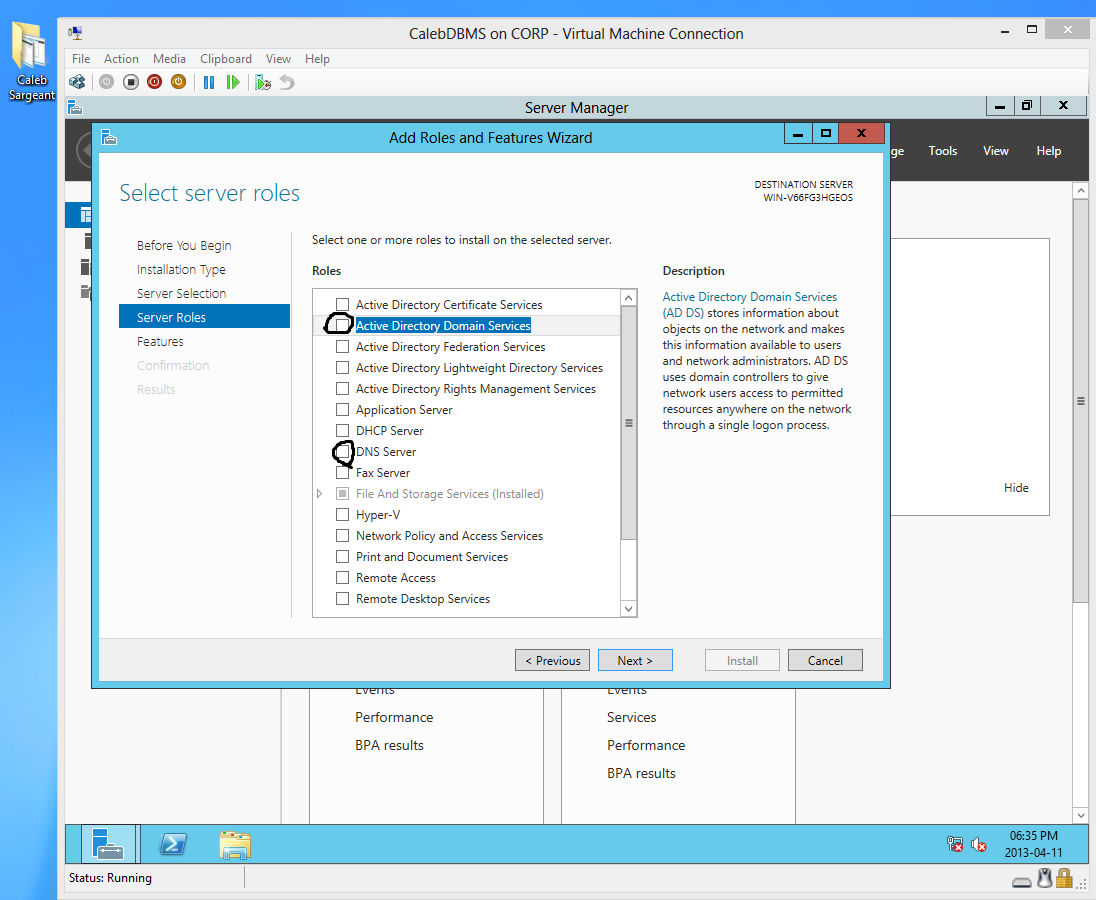 Caleb
Sargeant
CalebDBMS on CORP - Virtual Machine Connection
File Action Media Clipboard View Help
Server Manager
Add Roles and Features Wizard
Tools View Help
Select server roles
DESTINATION SERVER
WIN-V66FG3HGEOS
Before You Begin
Installation Type
Server Selection
Server Roles
Features
Confirmation
Results
Select one or more roles to install on the selected server.
Roles
Active Directory Certificate Services
Active Directory Domain Services
Active Directory Federation Services
Active Directory Lightweight Directory Services
Active Directory Rights Management Services
Application Server
DHCP Server
DNS Server
Fax Server
File And Storage Services (Installed)
Hyper-V
Network Policy and Access Services
Print and Document Services
Remote Access
Remote Desktop Services
Description
Active Directory Domain Services
(AD DS) stores information about
objects on the network and makes
this information available to users
and network administrators. AD DS
uses domain controllers to give
network users access to permitted
resources anywhere on the network
through a single logon process.
Hide
< Previous Next > Install Cancel
Events
Performance
BPA results
Events
Services
Performance
BPA results
06:35 PM
2013-04-11
Status: Running